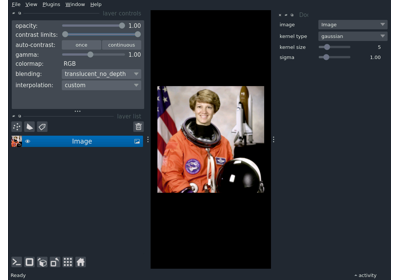 File View Plugins Window Help
layer controls
opacity: 1.00
contrast limits:
auto-contrast: once continuous
gamma: 1.00
colormap: RGB
blending: translucent_no_depth
interpolation: custom
layer list
Image
Ready
image Image
kernel type gaussian
kernel size 5
sigma 1.00
activity